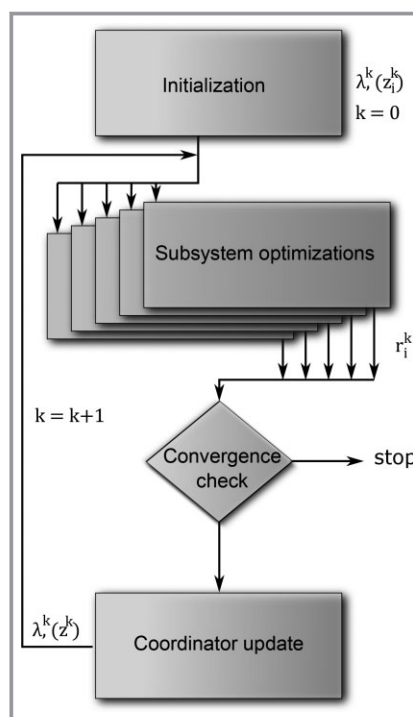 Initialization
λ,ᵏ(zᵢᵏ)
k = 0
Subsystem optimizations
rᵢᵏ
k = k+1
Convergence
check
stop
λ,ᵏ(zᵏ)
Coordinator update